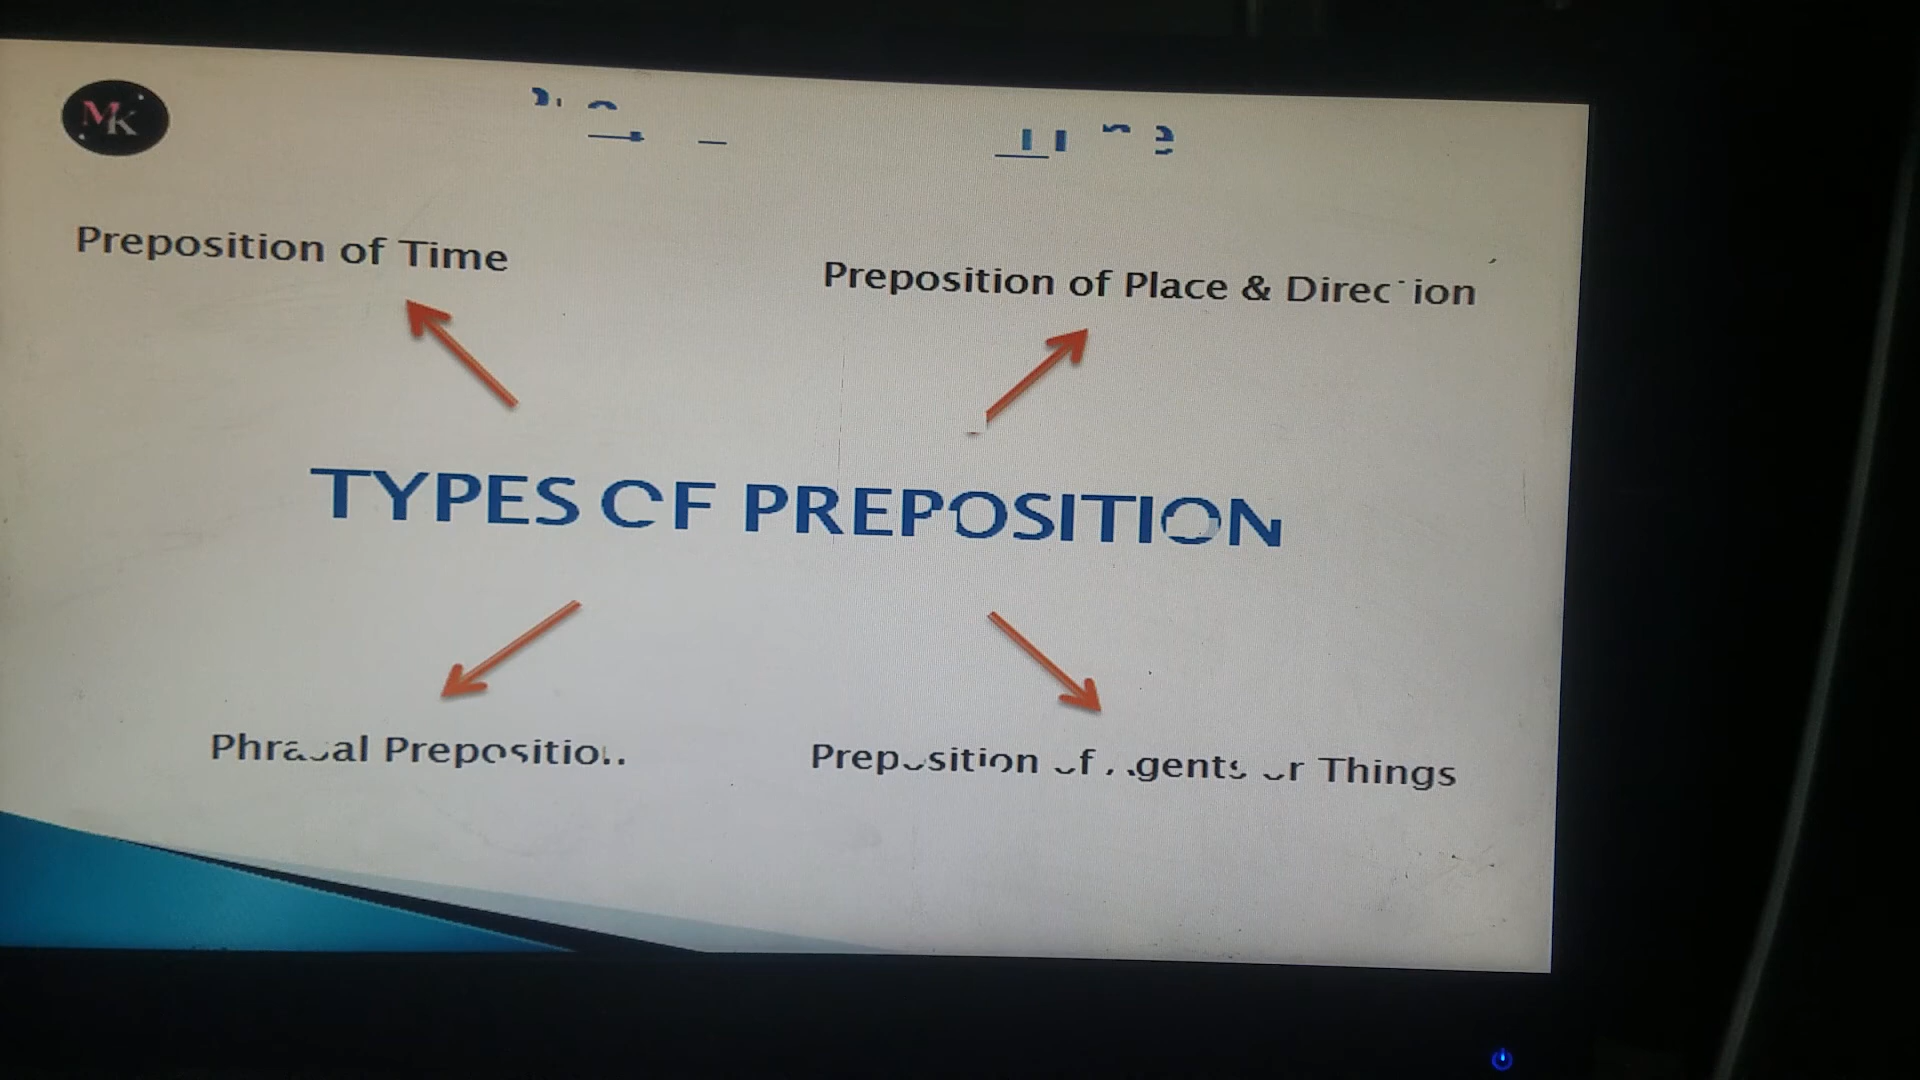 MK
Preposition of Time
Preposition of Place & Direction
TYPES OF PREPOSITION
Phrasal Preposition
Preposition of Agents or Things